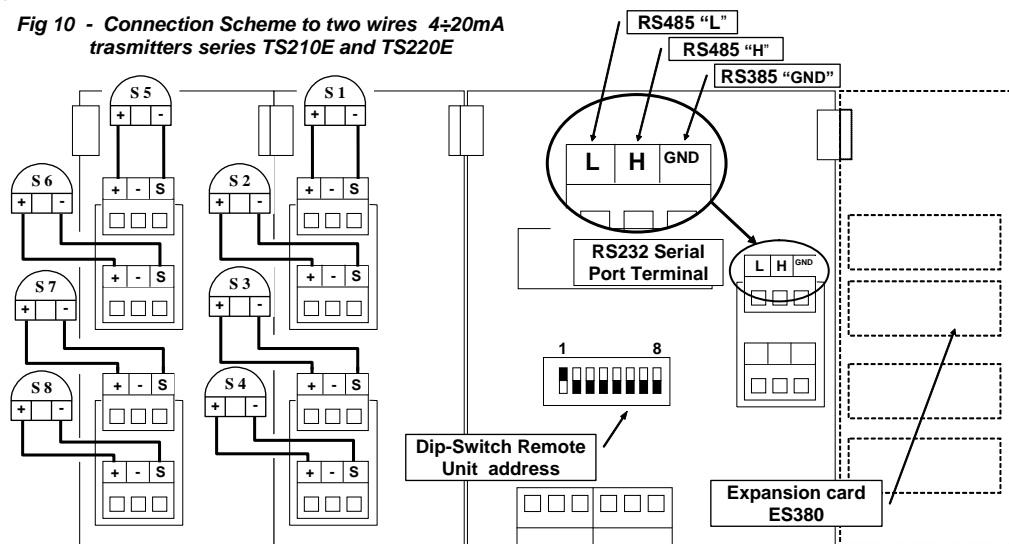 Fig 10 - Connection Scheme to two wires 4÷20mA
trasmitters series TS210E and TS220E
RS485 “L”
RS485 “H”
RS385 “GND”
S 5
+ -
S 1
+ -
L H GND
S 6
+ -
+ - S
S 2
+ -
+ - S
RS232 Serial
Port Terminal
L H GND
+ - S
+ - S
S 7
+ -
S 3
+ -
1 8
+ - S
+ - S
S 8
+ -
S 4
+ -
Dip-Switch Remote
Unit address
+ - S
+ - S
Expansion card
ES380